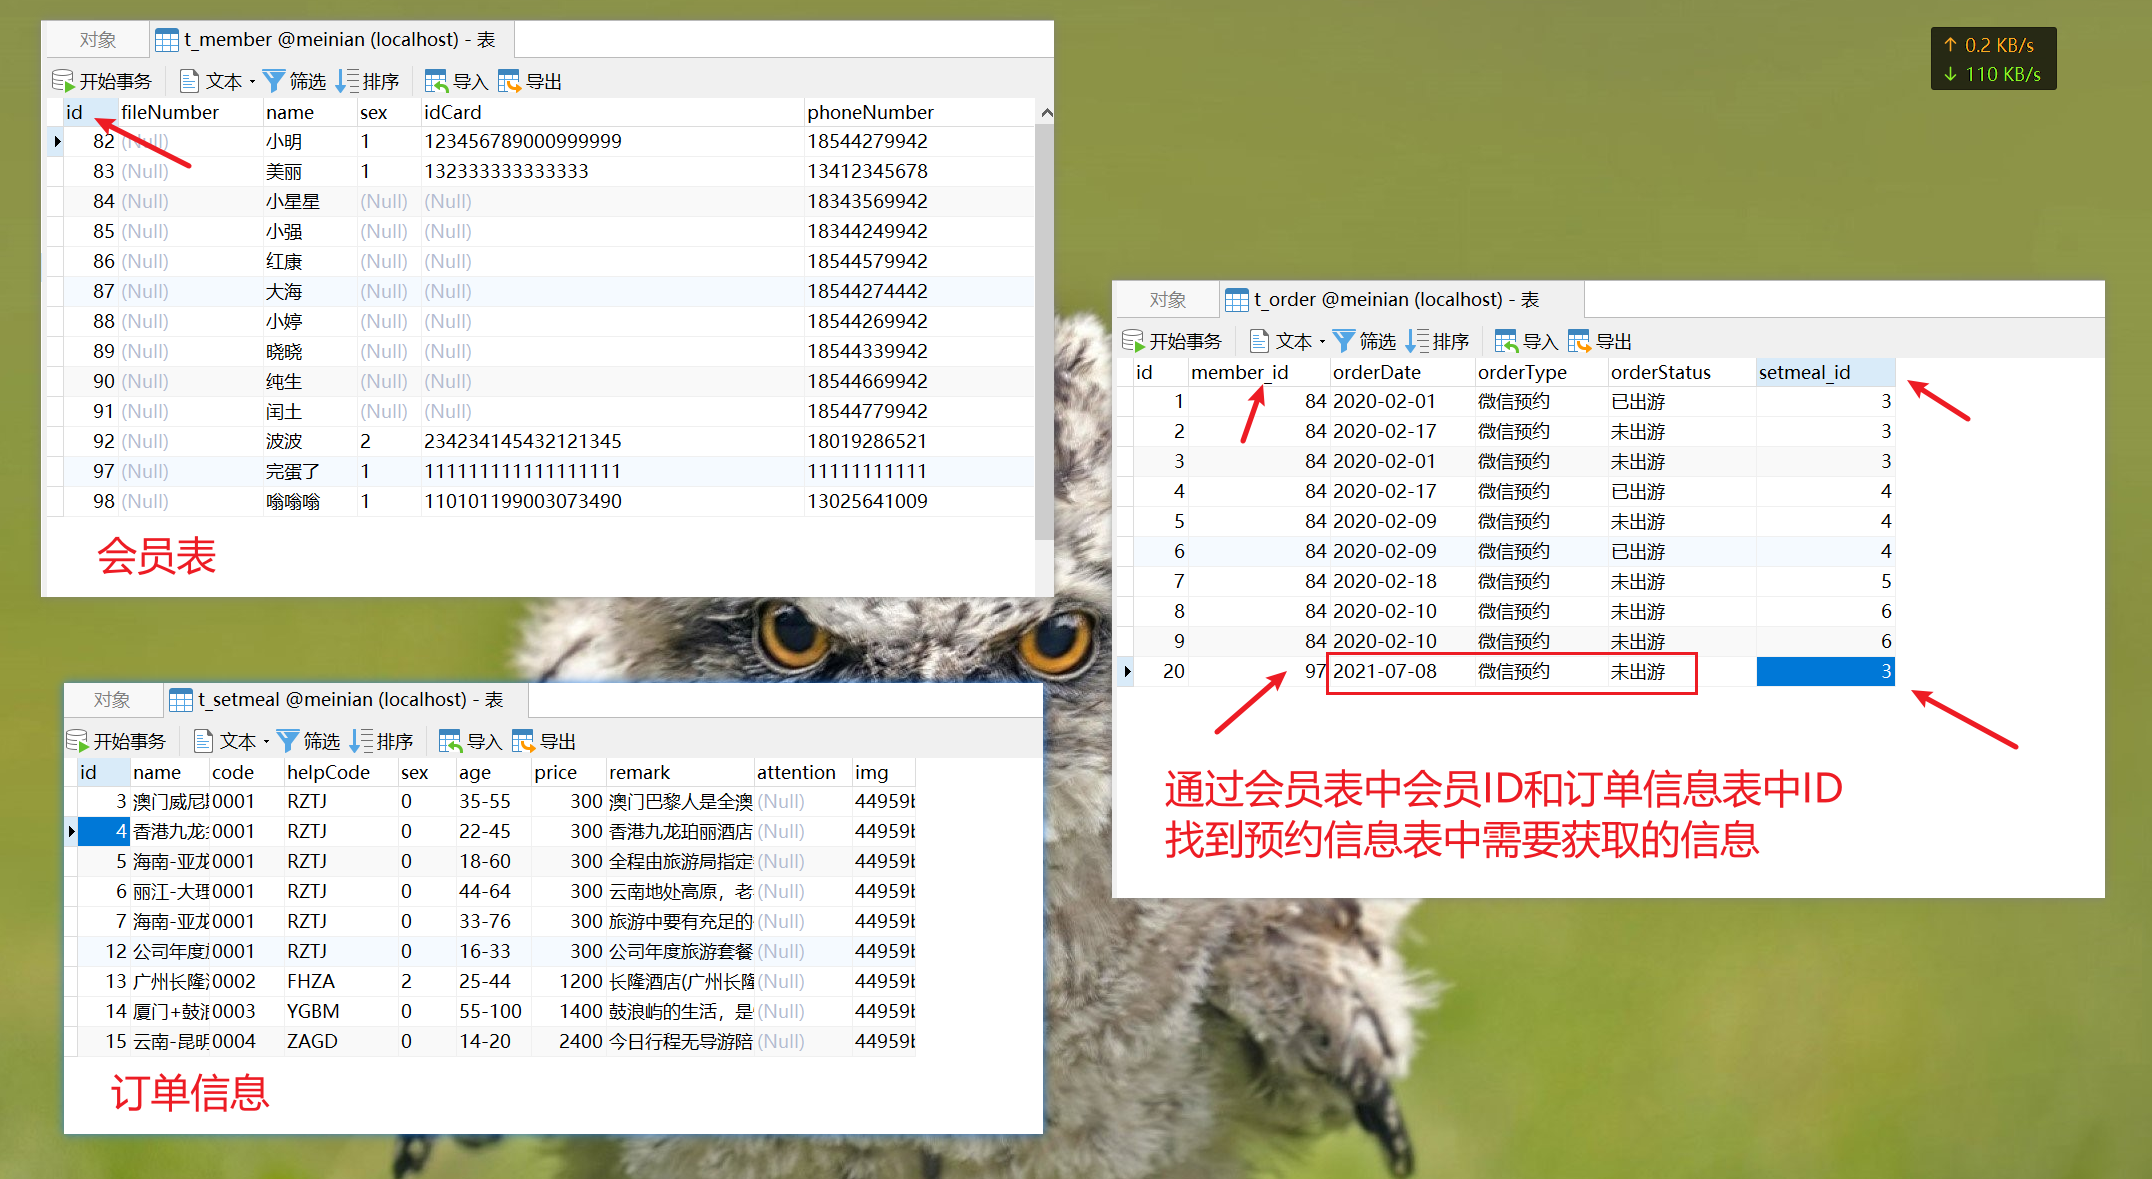 对象 t_member @meinian (localhost) - 表
开始事务 文本 筛选 排序 导入 导出
id fileNumber name sex idCard phoneNumber
82 (Null) 小明 1 123456789000999999 18544279942
83 (Null) 美丽 1 132333333333333 13412345678
84 (Null) 小星星 (Null) (Null) 18343569942
85 (Null) 小强 (Null) (Null) 18344249942
86 (Null) 红康 (Null) (Null) 18544579942
87 (Null) 大海 (Null) (Null) 18544274442
88 (Null) 小婷 (Null) (Null) 18544269942
89 (Null) 晓晓 (Null) (Null) 18544339942
90 (Null) 纯生 (Null) (Null) 18544669942
91 (Null) 闰土 (Null) (Null) 18544779942
92 (Null) 波波 2 234234145432121345 18019286521
97 (Null) 完蛋了 1 111111111111111111 11111111111
98 (Null) 嗡嗡嗡 1 110101199003073490 13025641009
会员表
↑ 0.2 KB/s
↓ 110 KB/s
对象 t_order @meinian (localhost) - 表
开始事务 文本 筛选 排序 导入 导出
id member_id orderDate orderType orderStatus setmeal_id
1 84 2020-02-01 微信预约 已出游 3
2 84 2020-02-17 微信预约 未出游 3
3 84 2020-02-01 微信预约 未出游 3
4 84 2020-02-17 微信预约 已出游 4
5 84 2020-02-09 微信预约 未出游 4
6 84 2020-02-09 微信预约 已出游 4
7 84 2020-02-18 微信预约 未出游 5
8 84 2020-02-10 微信预约 未出游 6
9 84 2020-02-10 微信预约 未出游 6
20 97 2021-07-08 微信预约 未出游 3
通过会员表中会员ID和订单信息表中ID
找到预约信息表中需要获取的信息
对象 t_setmeal @meinian (localhost) - 表
开始事务 文本 筛选 排序 导入 导出
id name code helpCode sex age price remark attention img
3 澳门威尼 0001 RZTJ 0 35-55 300 澳门巴黎人是全澳 (Null) 44959
4 香港九龙 0001 RZTJ 0 22-45 300 香港九龙珀丽酒店 (Null) 44959
5 海南-亚龙 0001 RZTJ 0 18-60 300 全程由旅游局指定 (Null) 44959
6 丽江-大理 0001 RZTJ 0 44-64 300 云南地处高原，老 (Null) 44959
7 海南-亚龙 0001 RZTJ 0 33-76 300 旅游中要有充足的 (Null) 44959
12 公司年度 0001 RZTJ 0 16-33 300 公司年度旅游套餐 (Null) 44959
13 广州长隆 0002 FHZA 2 25-44 1200 长隆酒店(广州长隆 (Null) 44959
14 厦门+鼓浪 0003 YGBM 0 55-100 1400 鼓浪屿的生活，是 (Null) 44959
15 云南-昆明 0004 ZAGD 0 14-20 2400 今日行程无导游陪 (Null) 44959
订单信息